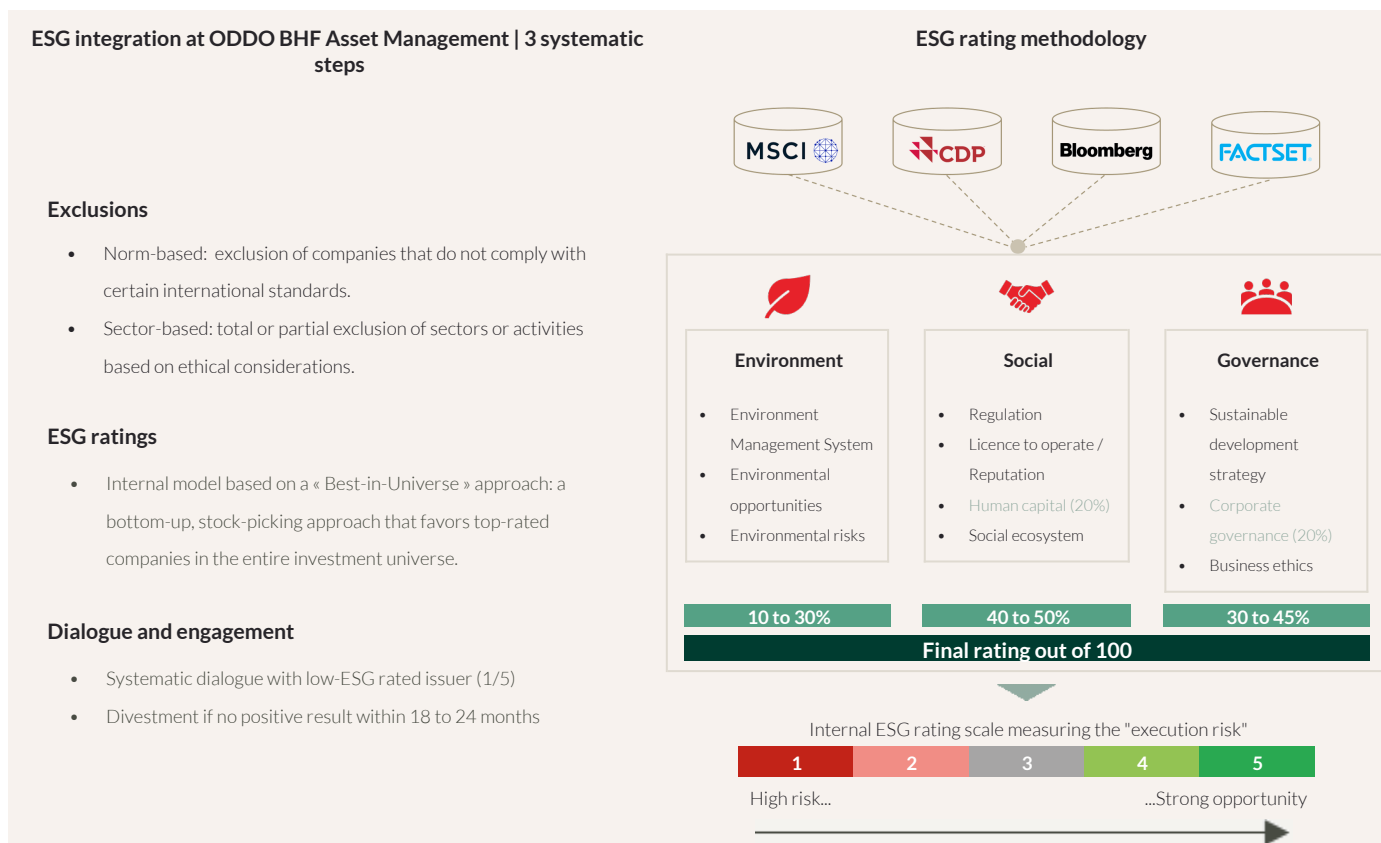 ESG integration at ODDO BHF Asset Management | 3 systematic
steps
Exclusions
• Norm-based:  exclusion of companies that do not comply with
certain international standards.
• Sector-based: total or partial exclusion of sectors or activities
based on ethical considerations.
ESG ratings
• Internal model based on a « Best-in-Universe » approach: a
bottom-up, stock-picking approach that favors top-rated
companies in the entire investment universe.
Dialogue and engagement
• Systematic dialogue with low-ESG rated issuer (1/5)
• Divestment if no positive result within 18 to 24 months
ESG rating methodology
MSCI
CDP
Bloomberg
FACTSET
Environment
• Environment
Management System
• Environmental
opportunities
• Environmental risks
10 to 30%
Social
• Regulation
• Licence to operate /
Reputation
• Human capital (20%)
• Social ecosystem
40 to 50%
Governance
• Sustainable
development
strategy
• Corporate
governance (20%)
• Business ethics
30 to 45%
Final rating out of 100
Internal ESG rating scale measuring the "execution risk"
1 2 3 4 5
High risk... ...Strong opportunity